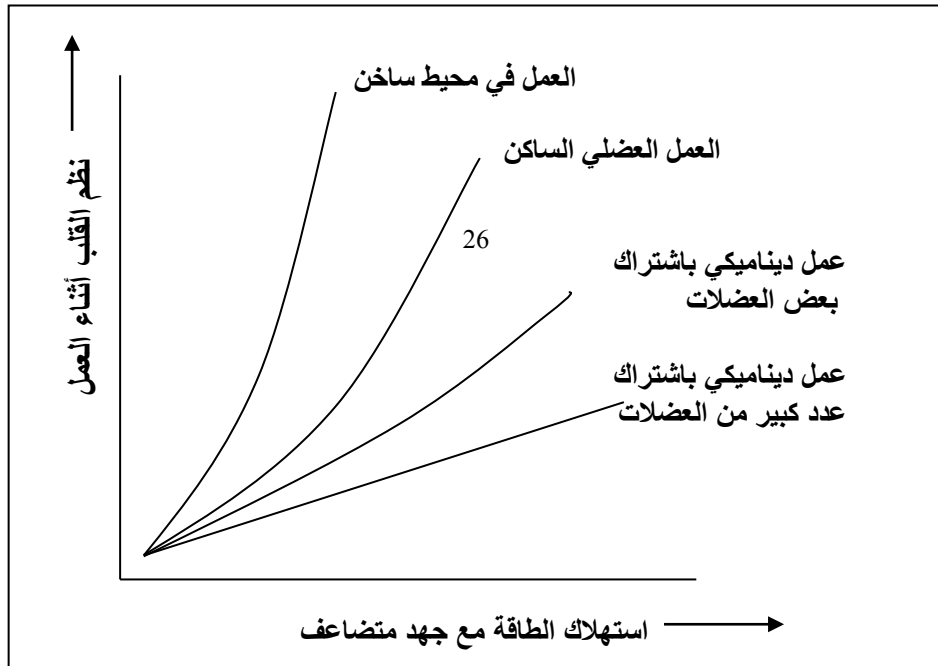 العمل في محيط ساخن
العمل العضلي الساكن
26
عمل ديناميكي باشتراك
بعض العضلات
عمل ديناميكي باشتراك
عدد كبير من العضلات
نظم القلب أثناء العمل
استهلاك الطاقة مع جهد متضاعف